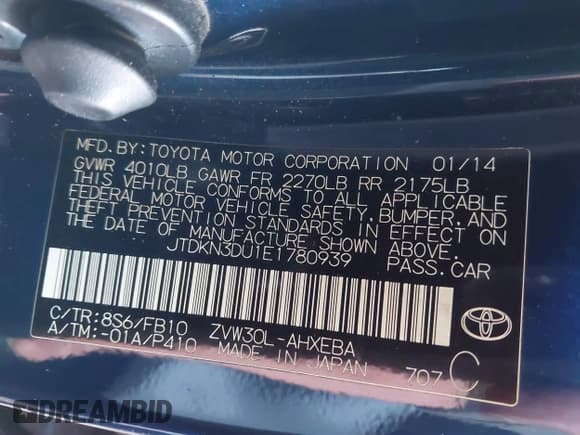 MFD.BY:TOYOTA MOTOR CORPORATION 01/14
GVWR 4010LB GAWR FR 2270LB RR 2175LB
THIS VEHICLE CONFORMS TO ALL APPLICABLE
FEDERAL MOTOR VEHICLE SAFETY,BUMPER,AND
THEFT PREVENTION STANDARDS IN EFFECT ON
THE DATE OF MANUFACTURE SHOWN ABOVE.
JTDKN3DU1E1780939 PASS.CAR
C/TR:8S6/FB10 ZVW30L-AHXEBA
A/TM:-01A/P410 MADE IN JAPAN 707 C
DREAMBID